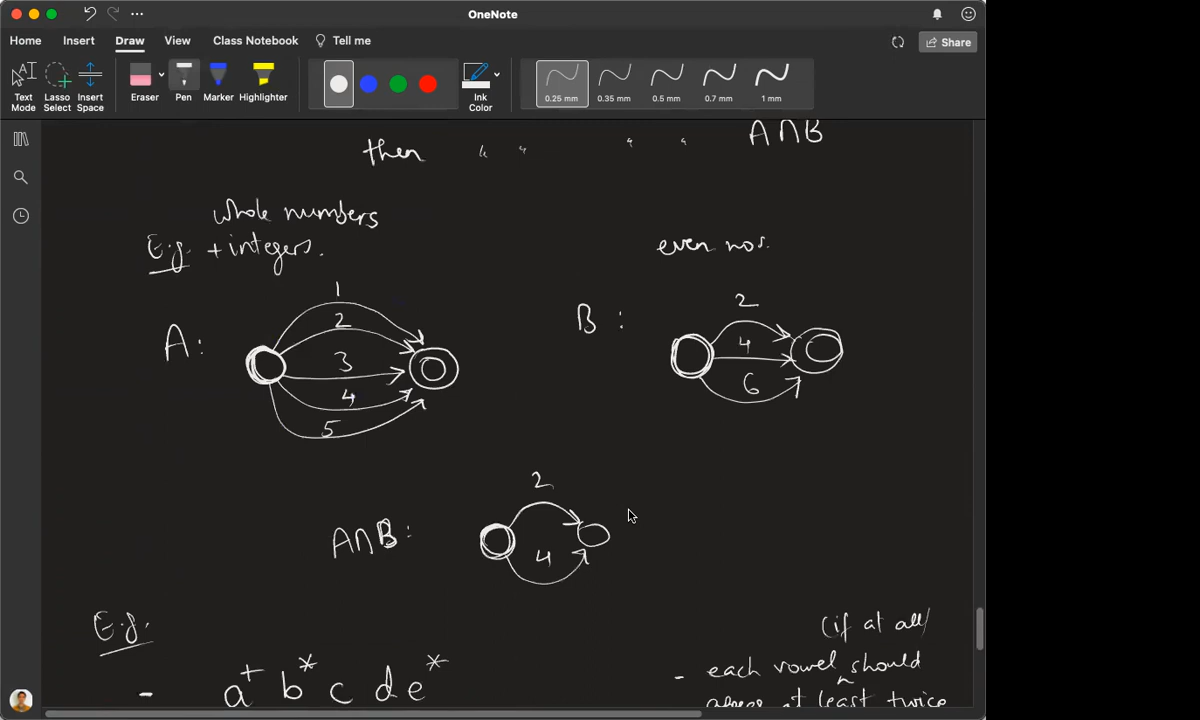 OneNote
Home Insert Draw View Class Notebook Tell me
Share
Text Mode
Lasso Select
Insert Space
Eraser
Pen
Marker
Highlighter
Ink Color
0.25 mm
0.35 mm
0.5 mm
0.7 mm
1 mm
then " " " " A∩B
whole numbers
E.g. + integers.
even nos.
A:
1
2
3
4
5
B :
2
4
6
A∩B:
2
4
E.g.
(if at all)
- a⁺ b* c d e*
- each vowel should
at least twice